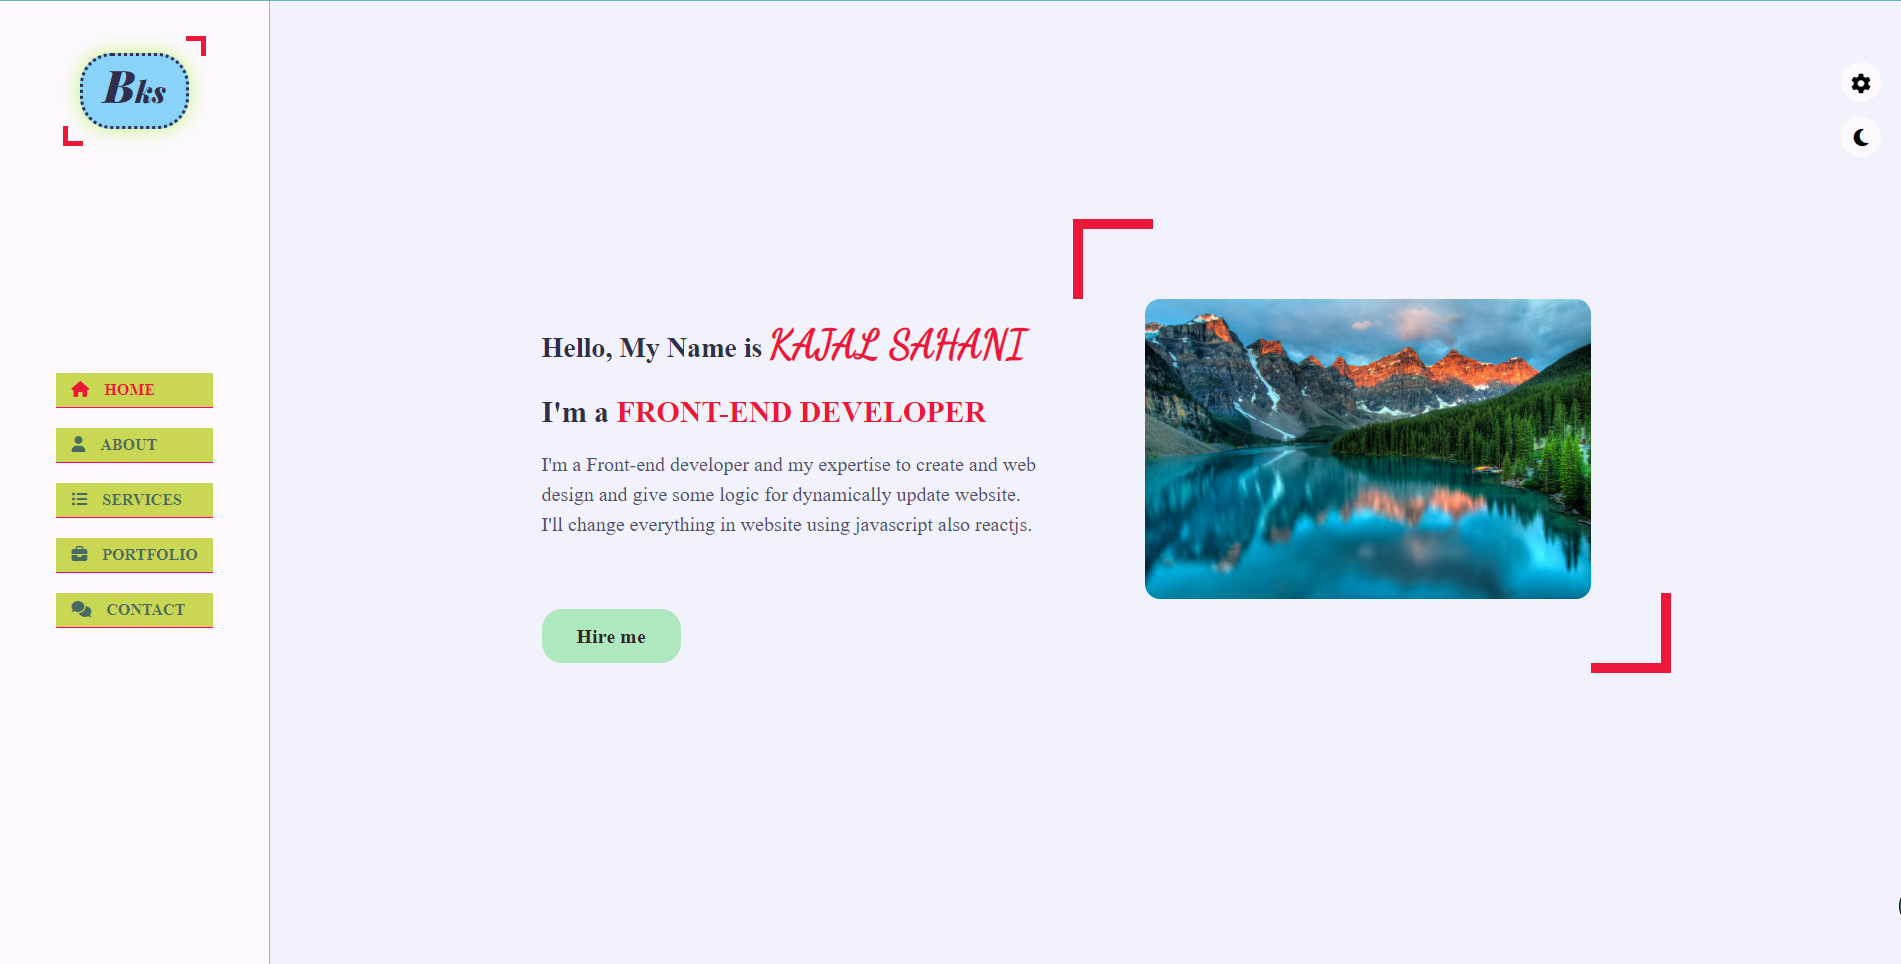 Bks
HOME
ABOUT
SERVICES
PORTFOLIO
CONTACT
Hello, My Name is KAJAL SAHANI
I'm a FRONT-END DEVELOPER
I'm a Front-end developer and my expertise to create and web
design and give some logic for dynamically update website.
I'll change everything in website using javascript also reactjs.
Hire me